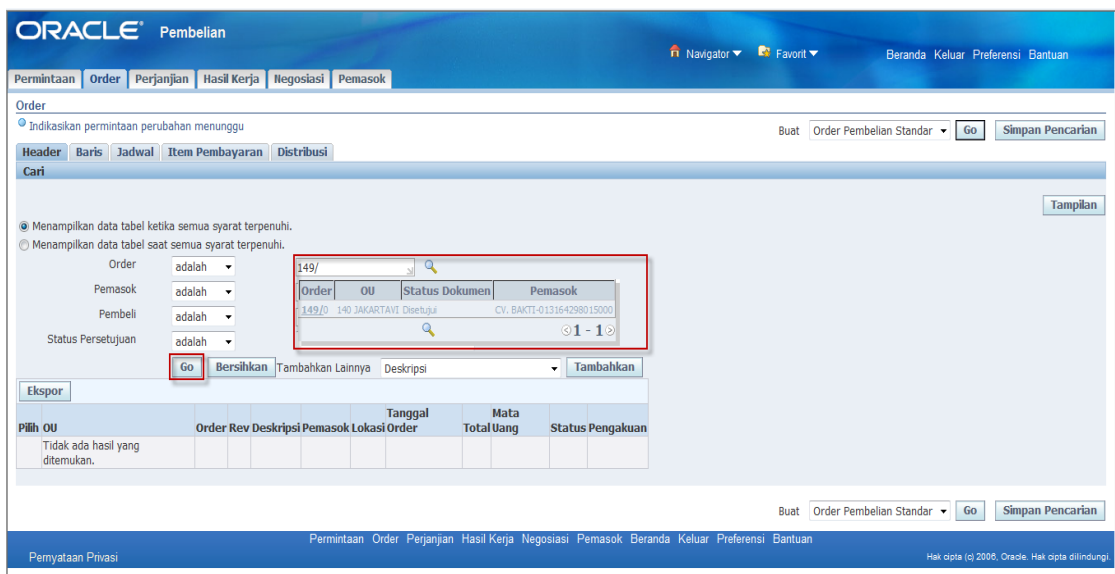 ORACLE® Pembelian
Navigator Favorit Beranda Keluar Preferensi Bantuan
Permintaan Order Perjanjian Hasil Kerja Negosiasi Pemasok
Order
Indikasikan permintaan perubahan menunggu
Buat Order Pembelian Standar Go Simpan Pencarian
Header Baris Jadwal Item Pembayaran Distribusi
Cari
Tampilan
Menampilkan data tabel ketika semua syarat terpenuhi.
Menampilkan data tabel saat semua syarat terpenuhi.
Order adalah 149/
Pemasok adalah
Order OU Status Dokumen Pemasok
149/0 140 JAKARTAVI Disetujui CV. BAKTI-013164298015000
Pembeli adalah
1 - 1
Status Persetujuan adalah
Go Bersihkan Tambahkan Lainnya Deskripsi Tambahkan
Ekspor
Pilih OU Order Rev Deskripsi Pemasok Lokasi Tanggal Order Total Mata Uang Status Pengakuan
Tidak ada hasil yang
ditemukan.
Buat Order Pembelian Standar Go Simpan Pencarian
Permintaan Order Perjanjian Hasil Kerja Negosiasi Pemasok Beranda Keluar Preferensi Bantuan
Pernyataan Privasi
Hak cipta (c) 2006, Oracle. Hak cipta dilindungi.